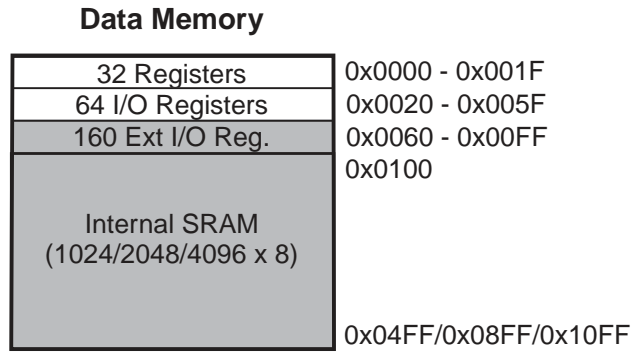 Data Memory
32 Registers 0x0000 - 0x001F
64 I/O Registers 0x0020 - 0x005F
160 Ext I/O Reg. 0x0060 - 0x00FF
0x0100
Internal SRAM
(1024/2048/4096 x 8)
0x04FF/0x08FF/0x10FF